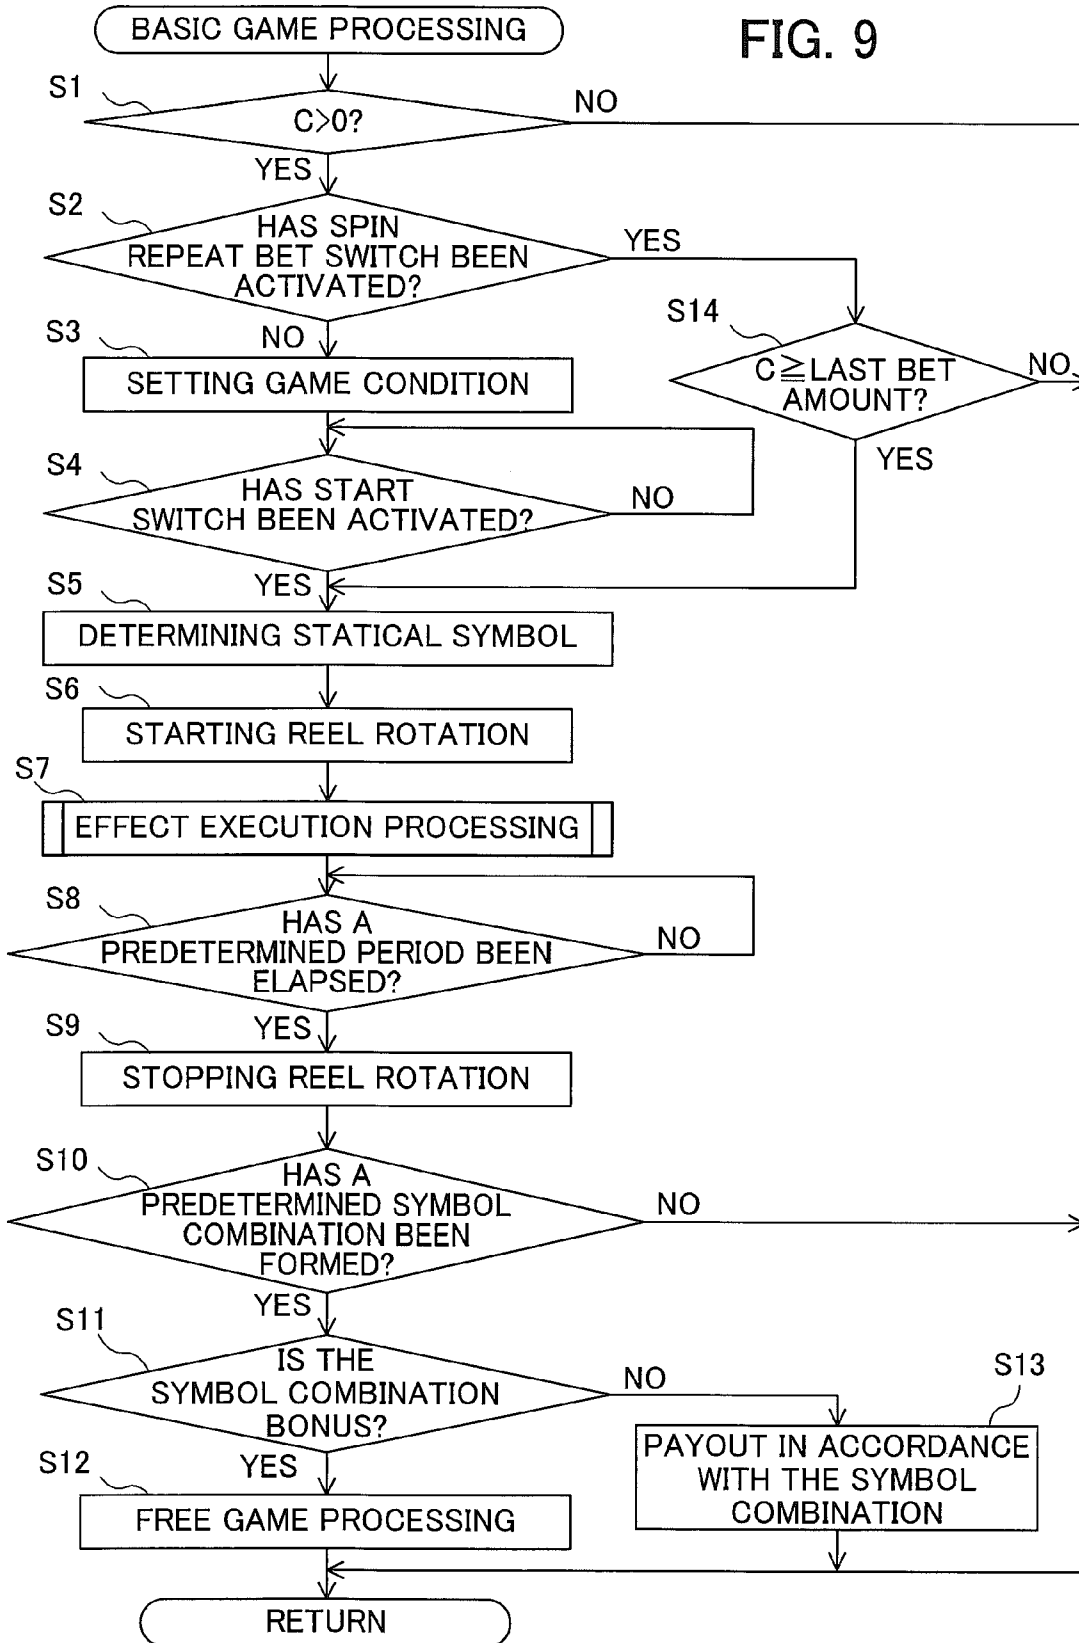 BASIC GAME PROCESSING
FIG. 9
S1
C>0?
NO
YES
S2
HAS SPIN
REPEAT BET SWITCH BEEN
ACTIVATED?
YES
NO
S14
C≧LAST BET
AMOUNT?
NO
YES
S3
SETTING GAME CONDITION
S4
HAS START
SWITCH BEEN ACTIVATED?
NO
YES
S5
DETERMINING STATICAL SYMBOL
S6
STARTING REEL ROTATION
S7
EFFECT EXECUTION PROCESSING
S8
HAS A
PREDETERMINED PERIOD BEEN
ELAPSED?
NO
YES
S9
STOPPING REEL ROTATION
S10
HAS A
PREDETERMINED SYMBOL
COMBINATION BEEN
FORMED?
NO
YES
S11
IS THE
SYMBOL COMBINATION
BONUS?
NO
YES
S13
PAYOUT IN ACCORDANCE
WITH THE SYMBOL
COMBINATION
S12
FREE GAME PROCESSING
RETURN